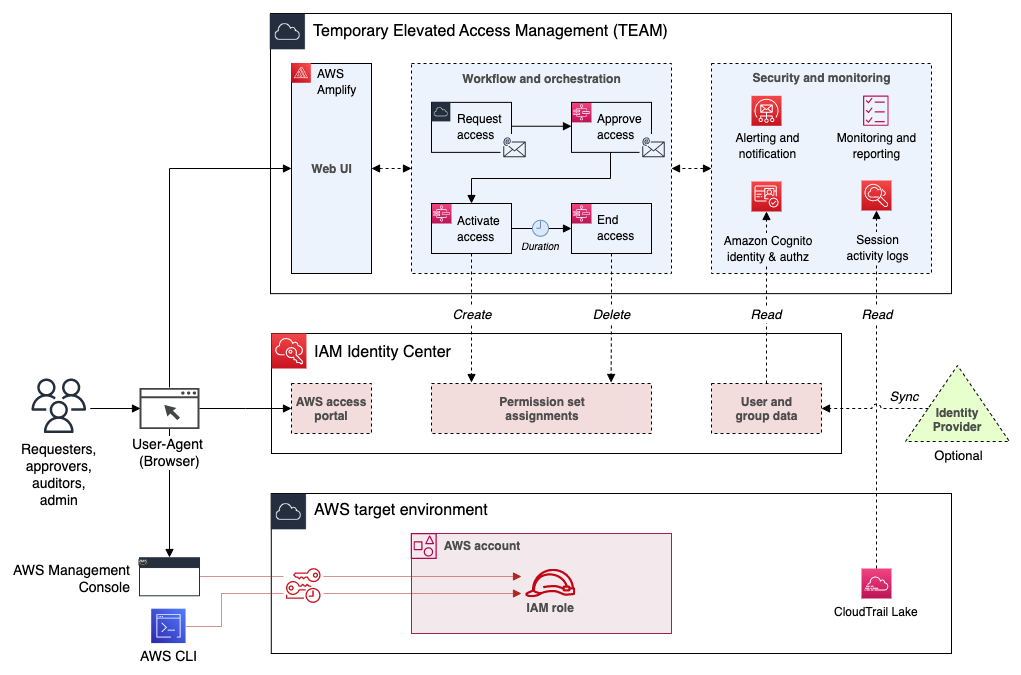 Temporary Elevated Access Management (TEAM)
AWS
Amplify
Web UI
Workflow and orchestration
Request
access
@
Approve
access
@
Activate
access
Duration
End
access
Security and monitoring
Alerting and
notification
Monitoring and
reporting
Amazon Cognito
identity & authz
Session
activity logs
Create
Delete
Read
Read
IAM Identity Center
AWS access
portal
Permission set
assignments
User and
group data
Sync
Identity
Provider
Optional
Requesters,
approvers,
auditors,
admin
User-Agent
(Browser)
AWS target environment
AWS account
IAM role
AWS Management
Console
AWS CLI
CloudTrail Lake